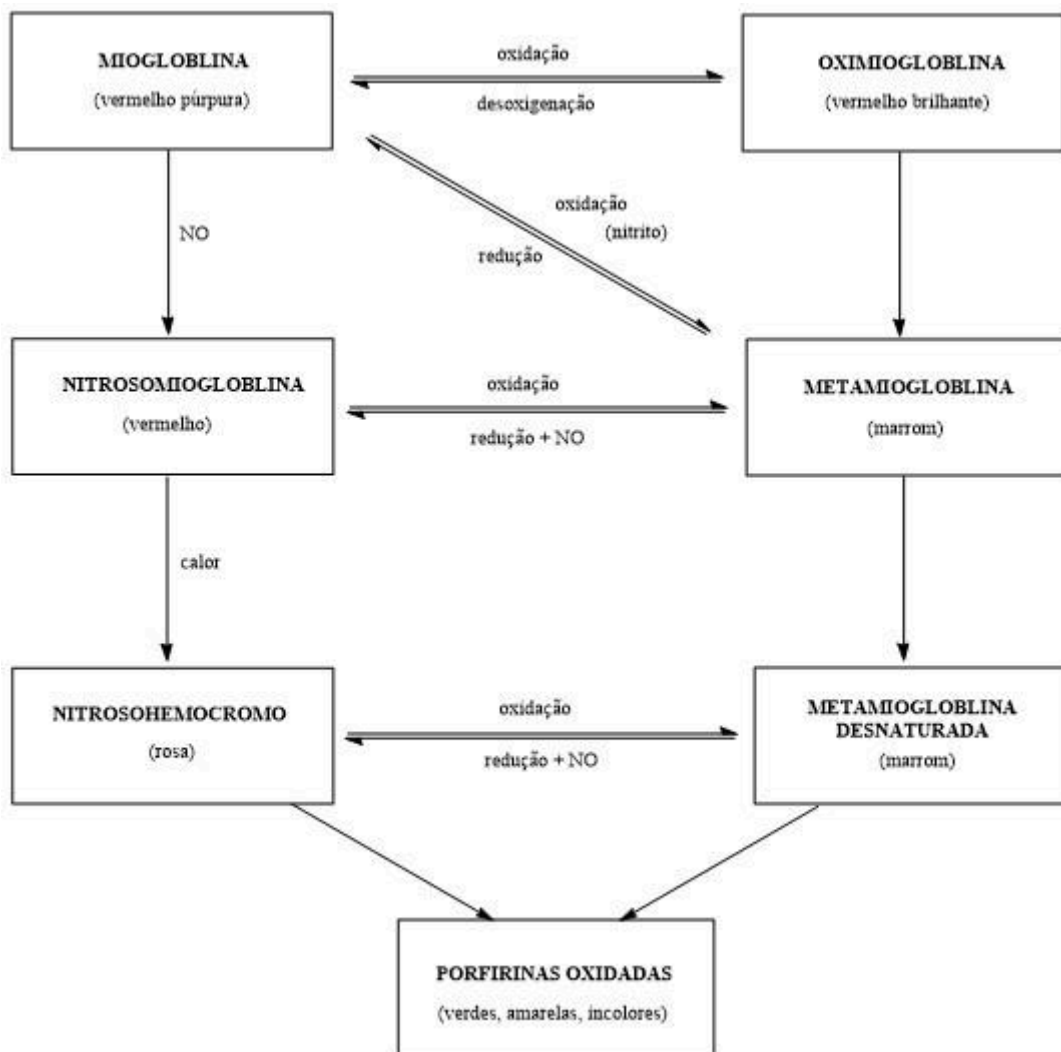 MIOGLOBLINA
(vermelho púrpura)
oxidação
desoxigenação
OXIMIOGLOBLINA
(vermelho brilhante)
NO
oxidação
(nitrito)
redução
NITROSOMIOGLOBLINA
(vermelho)
oxidação
redução + NO
METAMIOGLOBLINA
(marrom)
calor
NITROSOHEMOCROMO
(rosa)
oxidação
redução + NO
METAMIOGLOBLINA
DESNATURADA
(marrom)
PORFIRINAS OXIDADAS
(verdes, amarelas, incolores)